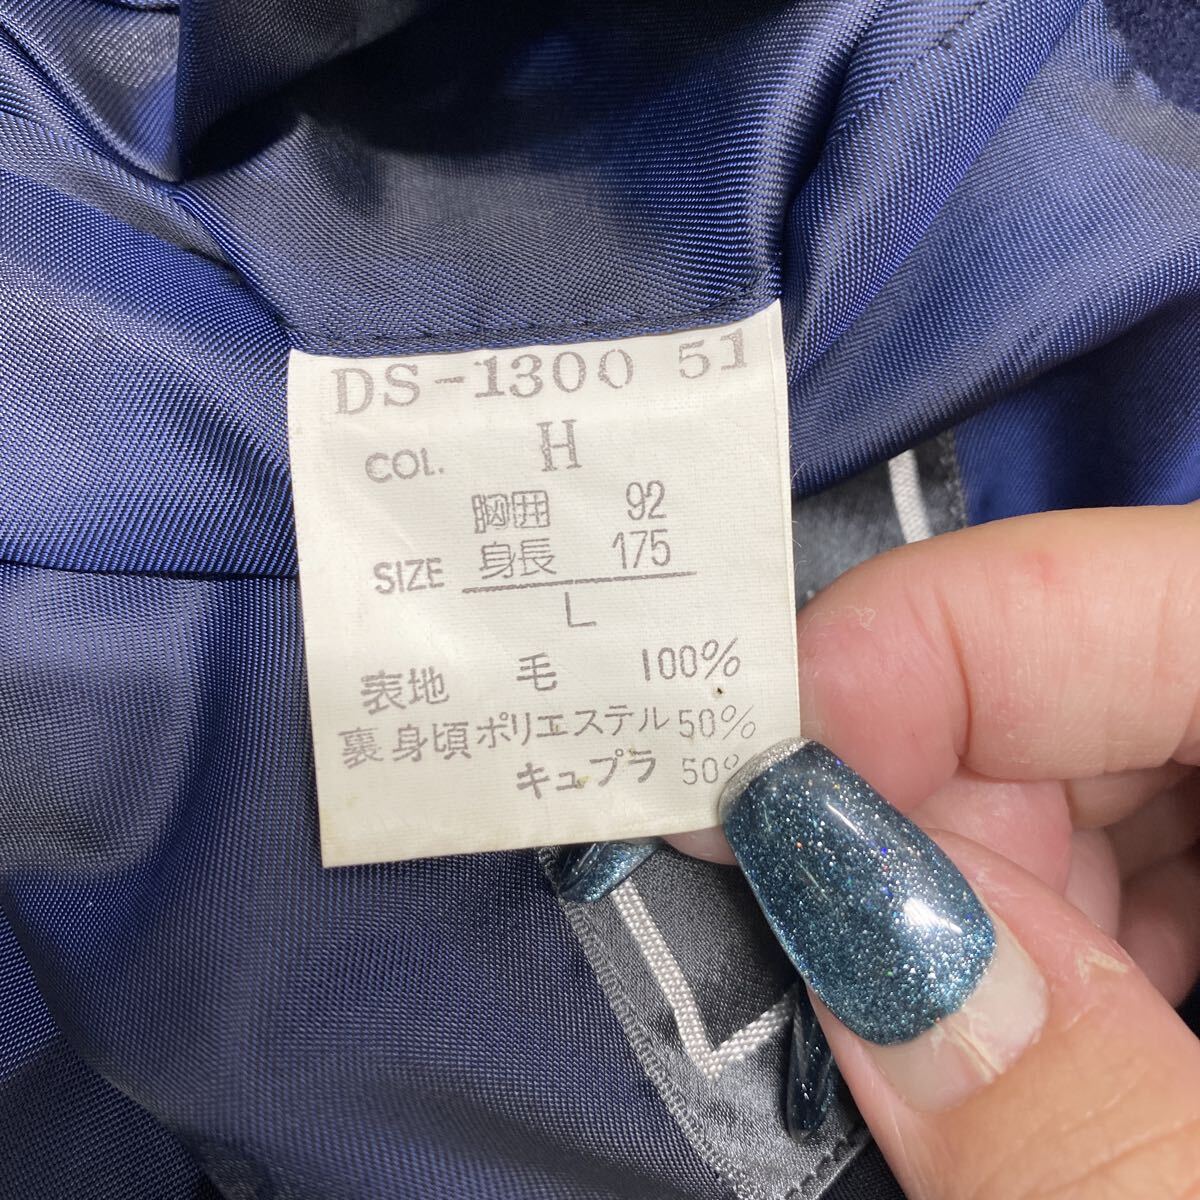 DS-1300 51
COL. H
胸囲 92
SIZE 身長 175
L
表地 毛 100%
裏身頃 ポリエステル 50%
キュプラ 50%